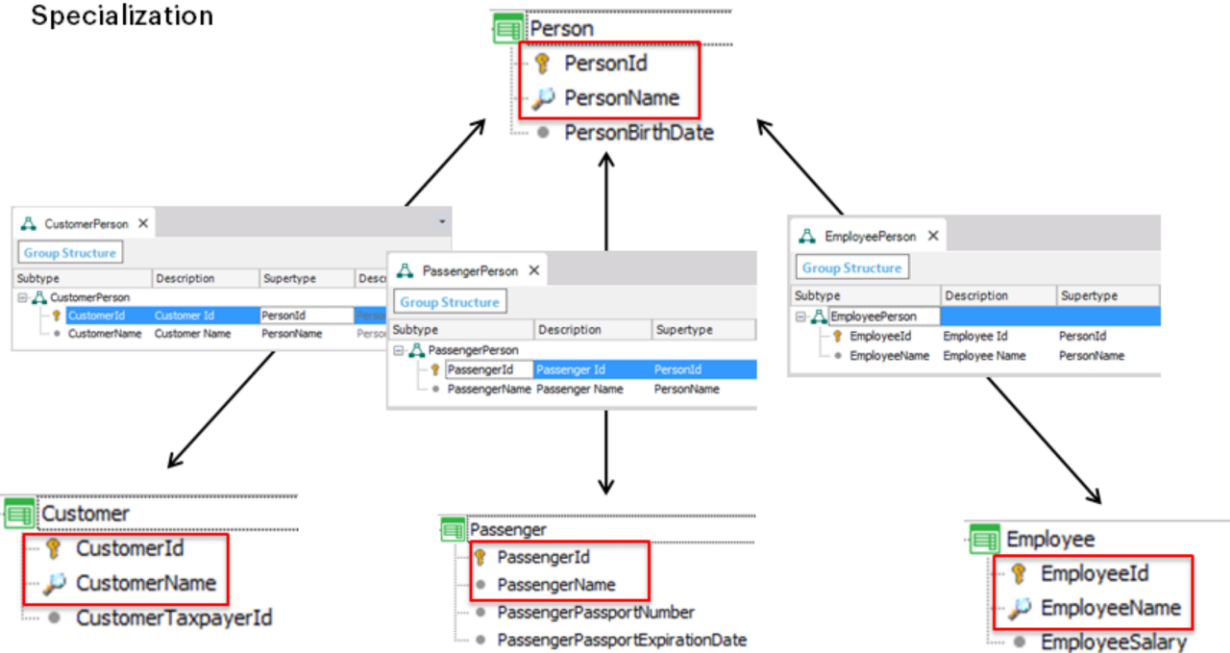 Specialization
Person
PersonId
PersonName
PersonBirthDate
CustomerPerson
Group Structure
Subtype Description Supertype
CustomerPerson
CustomerId Customer Id PersonId
CustomerName Customer Name PersonName
PassengerPerson
Group Structure
Subtype Description Supertype
PassengerPerson
PassengerId Passenger Id PersonId
PassengerName Passenger Name PersonName
EmployeePerson
Group Structure
Subtype Description Supertype
EmployeePerson
EmployeeId Employee Id PersonId
EmployeeName Employee Name PersonName
Customer
CustomerId
CustomerName
CustomerTaxpayerId
Passenger
PassengerId
PassengerName
PassengerPassportNumber
PassengerPassportExpirationDate
Employee
EmployeeId
EmployeeName
EmployeeSalary